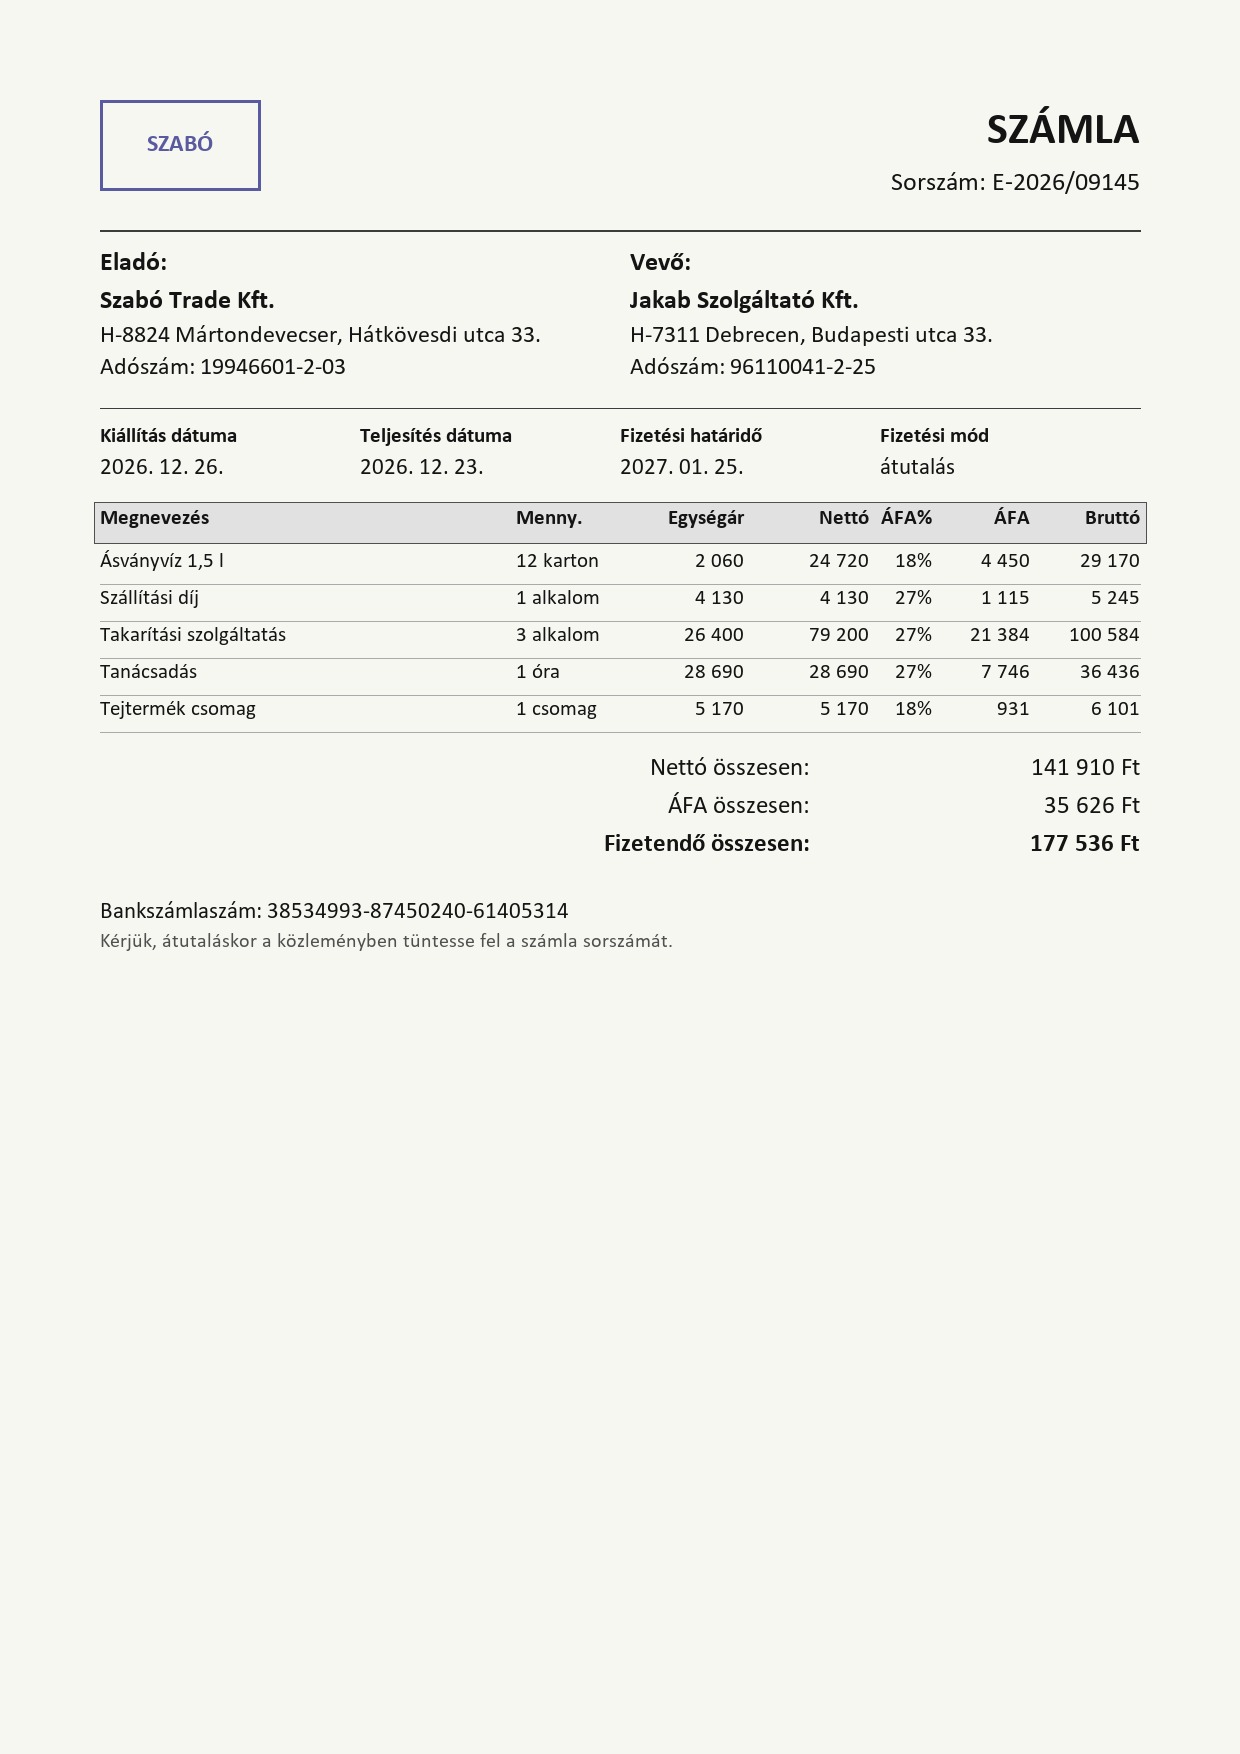 SZABÓ
SZÁMLA
Sorszám: E-2026/09145
Eladó:
Szabó Trade Kft.
H-8824 Mártondevecser, Hátkövesdi utca 33.
Adószám: 19946601-2-03
Vevő:
Jakab Szolgáltató Kft.
H-7311 Debrecen, Budapesti utca 33.
Adószám: 96110041-2-25
Kiállítás dátuma Teljesítés dátuma Fizetési határidő Fizetési mód
2026. 12. 26. 2026. 12. 23. 2027. 01. 25. átutalás
Megnevezés Menny. Egységár Nettó ÁFA% ÁFA Bruttó
Ásványvíz 1,5 l 12 karton 2 060 24 720 18% 4 450 29 170
Szállítási díj 1 alkalom 4 130 4 130 27% 1 115 5 245
Takarítási szolgáltatás 3 alkalom 26 400 79 200 27% 21 384 100 584
Tanácsadás 1 óra 28 690 28 690 27% 7 746 36 436
Tejtermék csomag 1 csomag 5 170 5 170 18% 931 6 101
Nettó összesen: 141 910 Ft
ÁFA összesen: 35 626 Ft
Fizetendő összesen: 177 536 Ft
Bankszámlaszám: 38534993-87450240-61405314
Kérjük, átutaláskor a közleményben tüntesse fel a számla sorszámát.